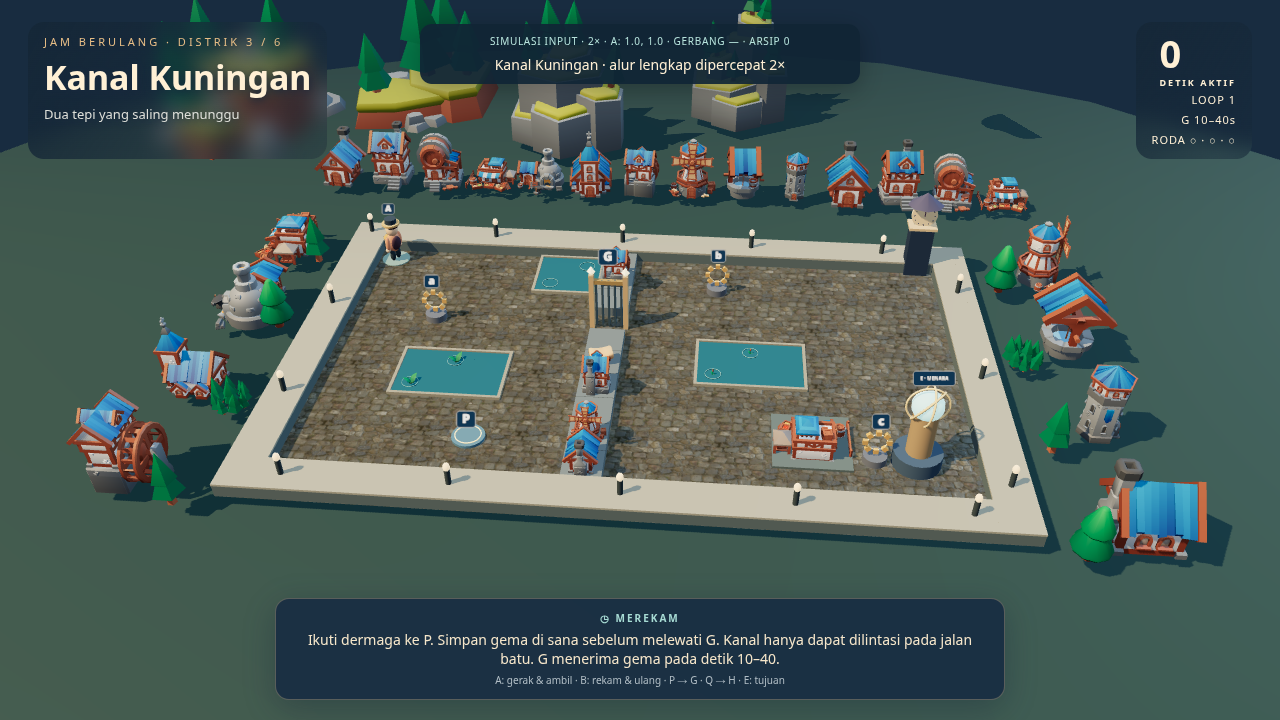 JAM BERULANG · DISTRIK 3 / 6
Kanal Kuningan
Dua tepi yang saling menunggu
SIMULASI INPUT · 2× · A: 1.0, 1.0 · GERBANG — · ARSIP 0
Kanal Kuningan · alur lengkap dipercepat 2×
0
DETIK AKTIF
LOOP 1
G 10–40s
RODA ○ · ○ · ○
A
G
b
a
E · MENARA
P
c
◷ MEREKAM
Ikuti dermaga ke P. Simpan gema di sana sebelum melewati G. Kanal hanya dapat dilintasi pada jalan
batu. G menerima gema pada detik 10–40.
A: gerak & ambil · B: rekam & ulang · P → G · Q → H · E: tujuan